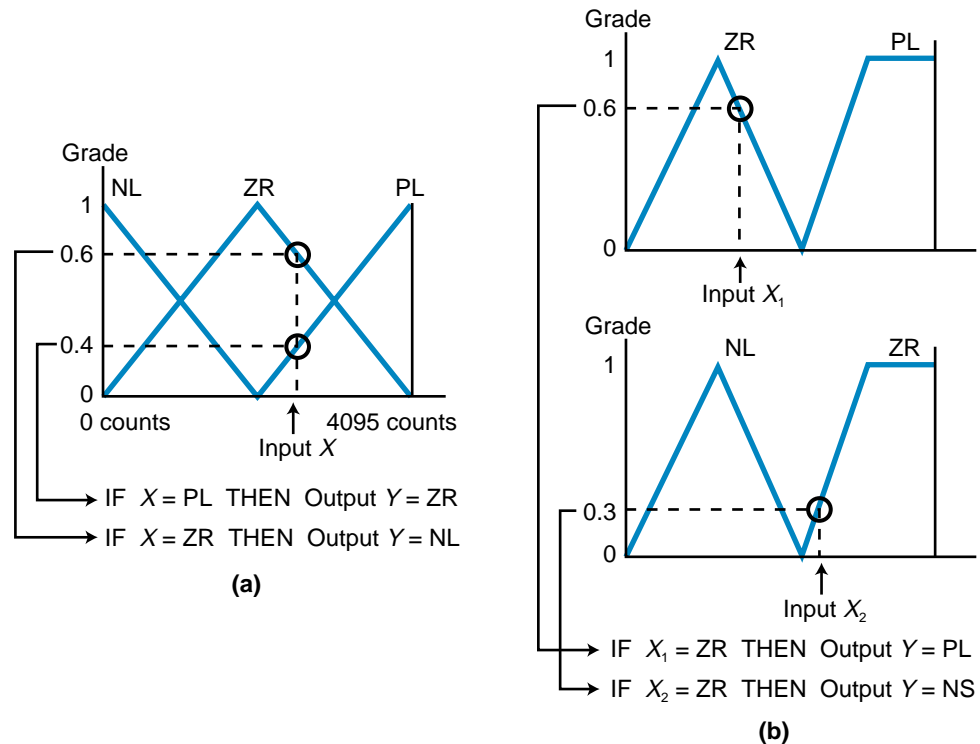 Grade
NL ZR PL
1
0.6
0.4
0
0 counts 4095 counts
Input X
IF X = PL THEN Output Y = ZR
IF X = ZR THEN Output Y = NL
(a)
ZR PL
1
0.6
0
Input X₁
Grade
NL ZR
1
0.3
0
Input X₂
IF X₁ = ZR THEN Output Y = PL
IF X₂ = ZR THEN Output Y = NS
(b)